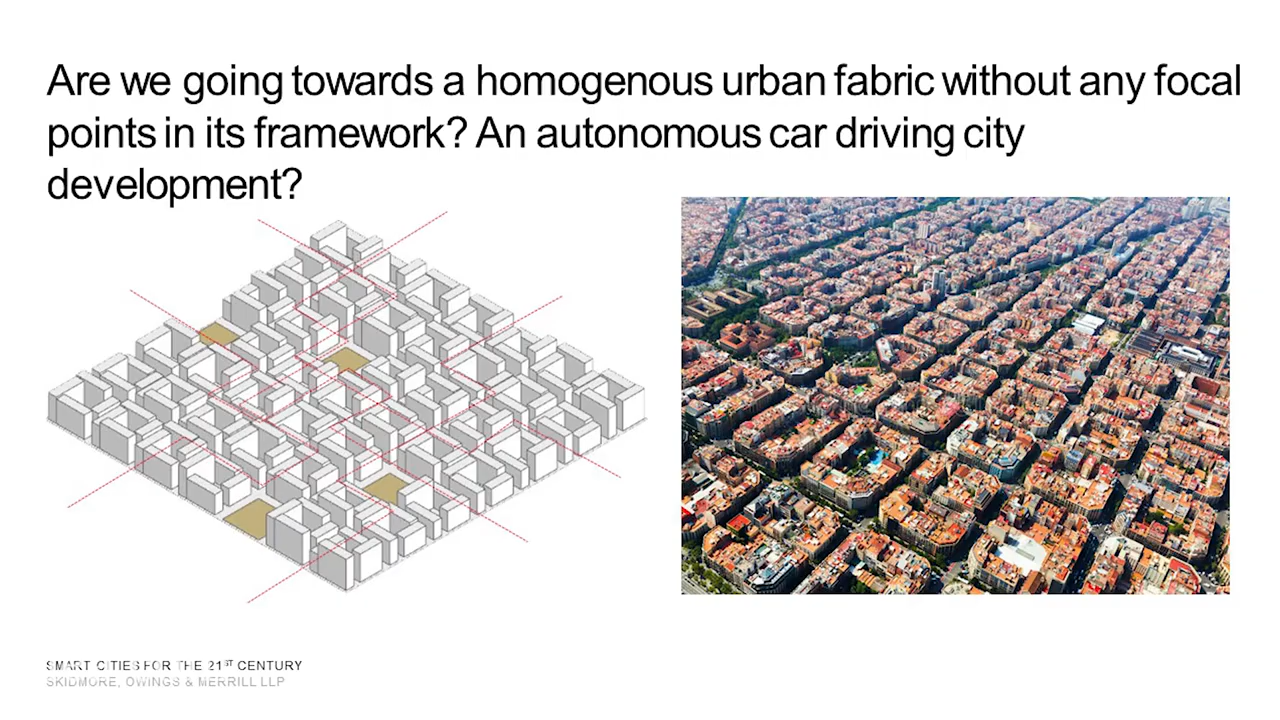 Are we going towards a homogenous urban fabric without any focal
points in its framework? An autonomous car driving city
development?
SMART CITIES FOR THE 21ST CENTURY
SKIDMORE, OWINGS & MERRILL LLP